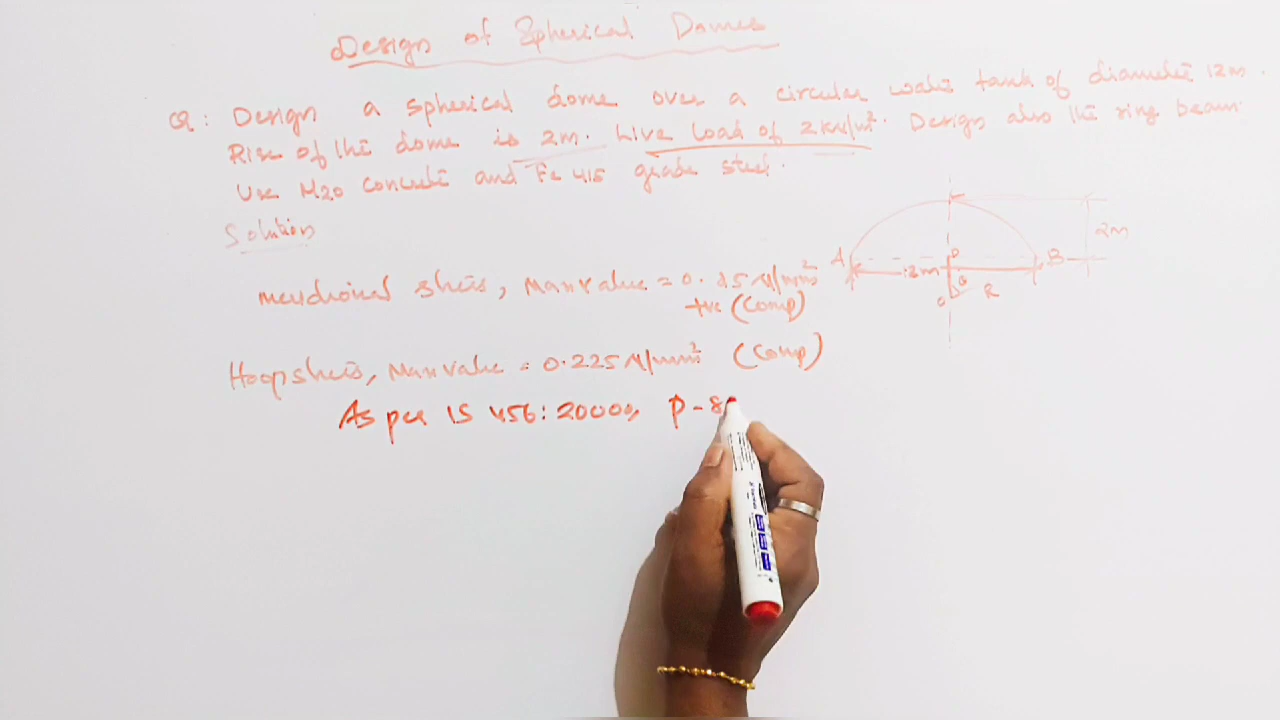 Design of Spherical Domes
Q: Design a spherical dome over a circular water tank of diameter 12m.
Rise of the dome is 2m. Live load of 2kN/m². Design also the ring beam.
Use M20 concrete and Fe 415 grade steel.
Solution
2m
A 12m B
O R
meridional stress, Max value = 0. N/mm²
+ve (Comp)
Hoop stress, Max value = 0.225 N/mm² (Comp)
As per IS 456: 20000, P-8